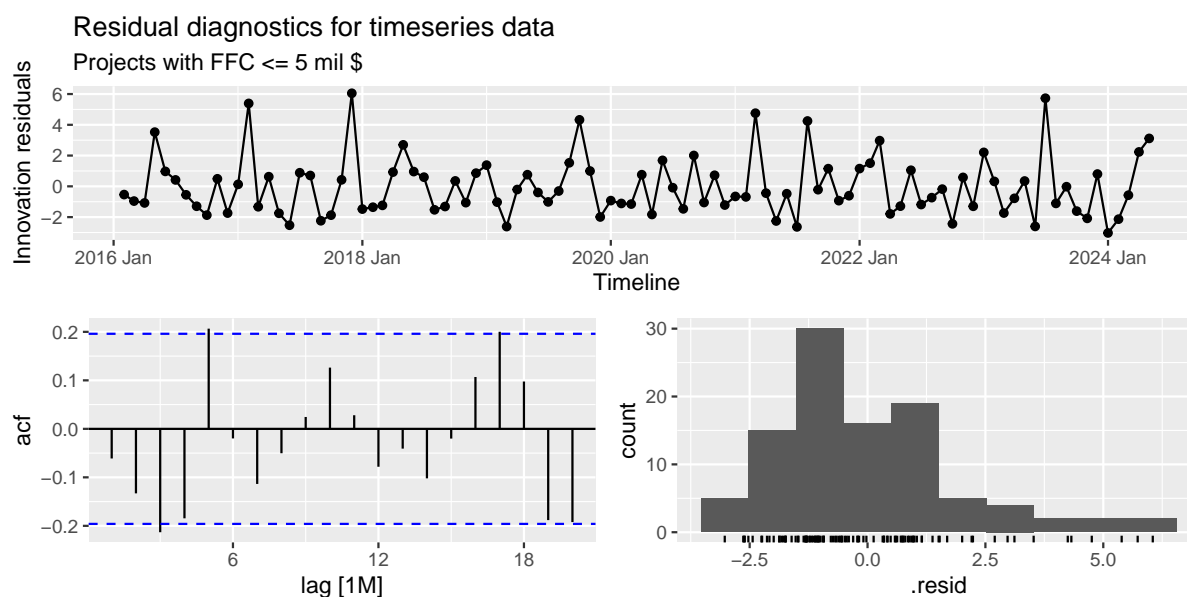 Residual diagnostics for timeseries data
Projects with FFC <= 5 mil $
Innovation residuals
6
4
2
0
−2
2016 Jan
2018 Jan
2020 Jan
2022 Jan
2024 Jan
Timeline
acf
0.2
0.1
0.0
−0.1
−0.2
6
12
18
lag [1M]
count
30
20
10
0
−2.5
0.0
2.5
5.0
.resid